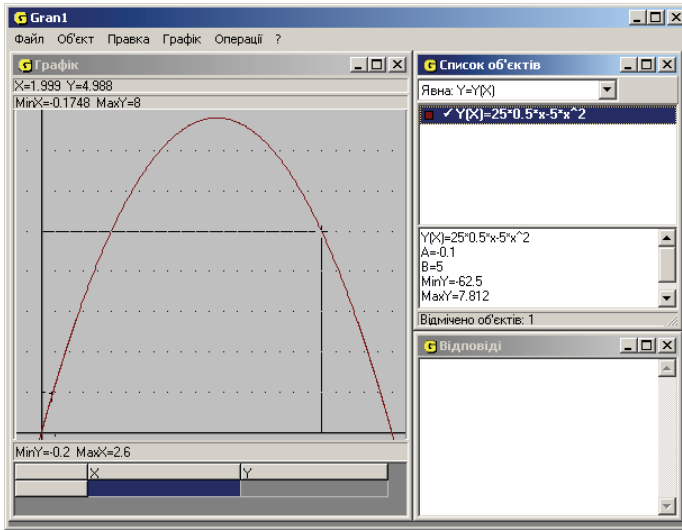 Gran1
Файл Об'єкт Правка Графік Операції ?
Графік
X=1.999 Y=4.988
MinX=-0.1748 MaxY=8
MinY=-0.2 MaxX=2.6
X Y
Список об'єктів
Явна: Y=Y(X)
Y(X)=25*0.5*x-5*x^2
Y(X)=25*0.5*x-5*x^2
A=-0.1
B=5
MinY=-62.5
MaxY=7.812
Відмічено об'єктів: 1
Відповіді